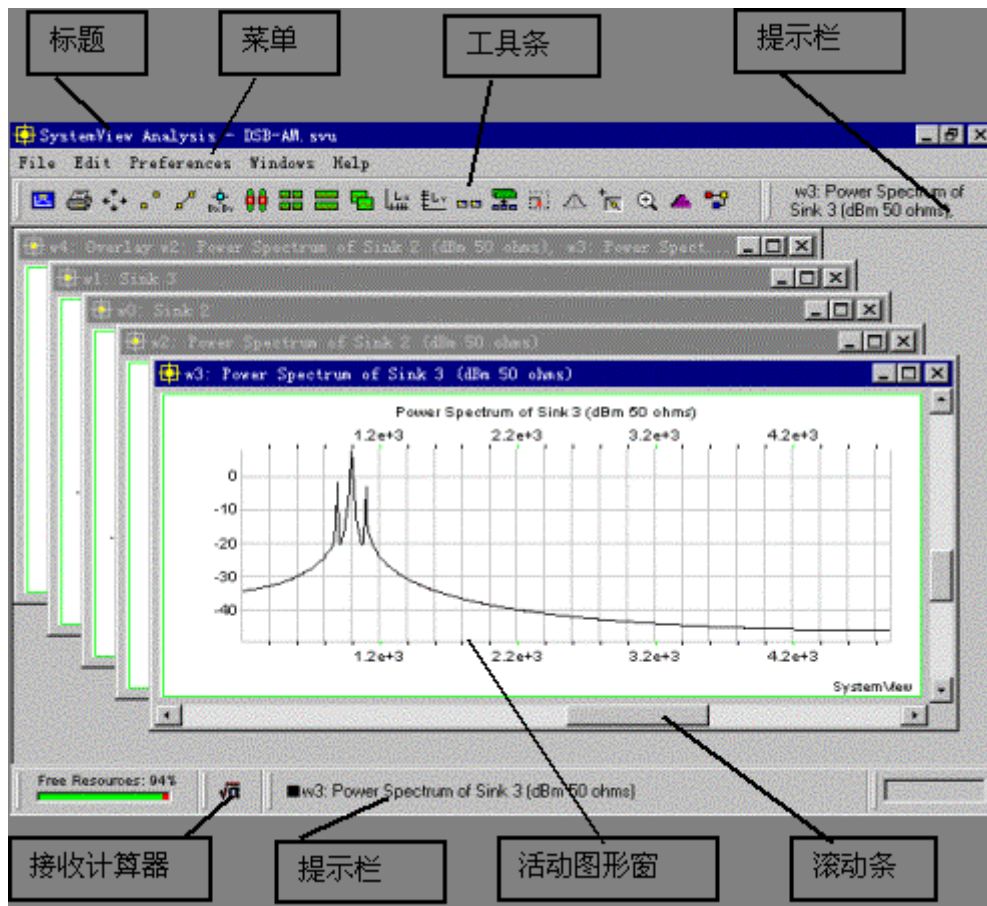 标题
菜单
工具条
提示栏
SystemView Analysis - DSB-AM.svu
File Edit Preferences Windows Help
w3: Power Spectrum of
Sink 3 (dBm 50 ohms),
w4: Overlay w2: Power Spectrum of Sink 2 (dBm 50 ohms), w3: Power Spect...
w1: Sink 3
w0: Sink 2
w2: Power Spectrum of Sink 2 (dBm 50 ohms)
w3: Power Spectrum of Sink 3 (dBm 50 ohms)
Power Spectrum of Sink 3 (dBm 50 ohms)
1.2e+3 2.2e+3 3.2e+3 4.2e+3
0
-10
-20
-30
-40
1.2e+3 2.2e+3 3.2e+3 4.2e+3
SystemView
Free Resources: 94%
√α
w3: Power Spectrum of Sink 3 (dBm 50 ohms)
接收计算器
提示栏
活动图形窗
滚动条